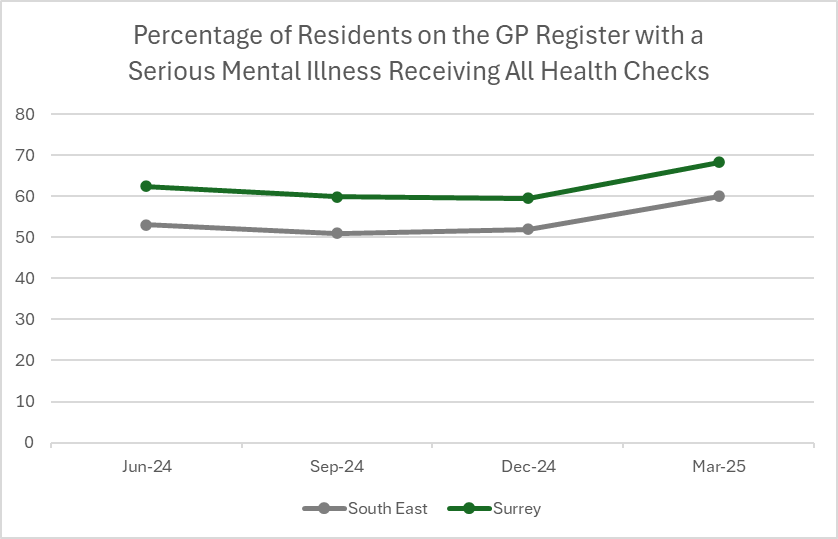 Percentage of Residents on the GP Register with a
Serious Mental Illness Receiving All Health Checks
80
70
60
50
40
30
20
10
0
Jun-24 Sep-24 Dec-24 Mar-25
South East Surrey